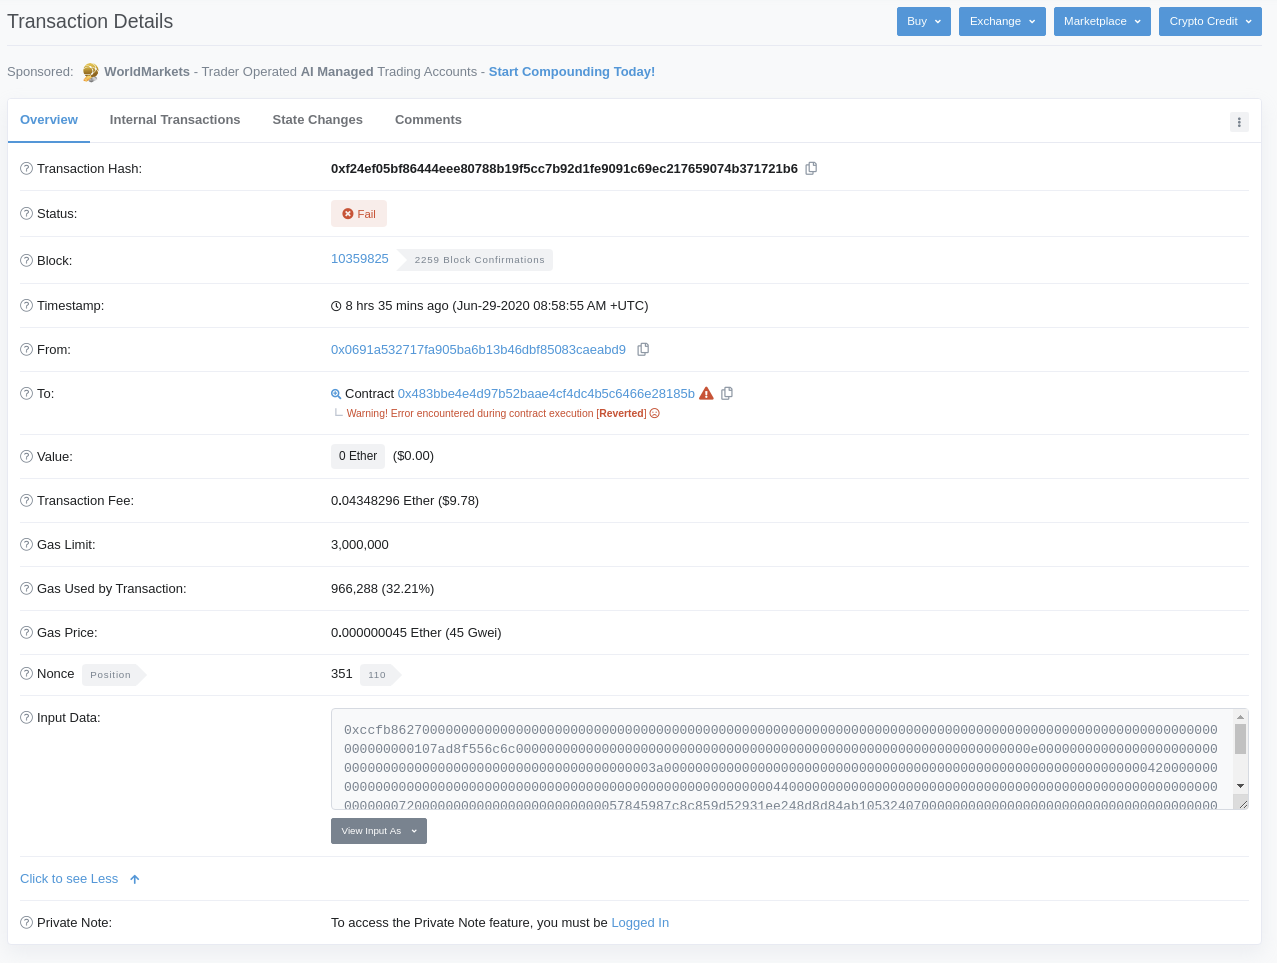 Transaction Details
Buy
Exchange
Marketplace
Crypto Credit
Sponsored: WorldMarkets - Trader Operated AI Managed Trading Accounts - Start Compounding Today!
Overview
Internal Transactions
State Changes
Comments
Transaction Hash:
0xf24ef05bf86444eee80788b19f5cc7b92d1fe9091c69ec217659074b371721b6
Status:
Fail
Block:
10359825
2259 Block Confirmations
Timestamp:
8 hrs 35 mins ago (Jun-29-2020 08:58:55 AM +UTC)
From:
0x0691a532717fa905ba6b13b46dbf85083caeabd9
To:
Contract 0x483bbe4e4d97b52baae4cf4dc4b5c6466e28185b
Warning! Error encountered during contract execution [Reverted]
Value:
0 Ether ($0.00)
Transaction Fee:
0.04348296 Ether ($9.78)
Gas Limit:
3,000,000
Gas Used by Transaction:
966,288 (32.21%)
Gas Price:
0.000000045 Ether (45 Gwei)
Nonce Position
351 110
Input Data:
0xccfb8627000000000000000000000000000000000000000000000000000000000000000000000000000000000000000000000000000000
000000000107ad8f556c6c000000000000000000000000000000000000000000000000000000000000000000e00000000000000000000000
0000000000000000000000000000000000000003a00000000000000000000000000000000000000000000000000000000000000420000000
0000000000000000000000000000000000000000000000000000000440000000000000000000000000000000000000000000000000000000
000000072000000000000000000000000057845987c8c859d52931ee248d8d84ab1053240700000000000000000000000000000000000000
View Input As
Click to see Less
Private Note:
To access the Private Note feature, you must be Logged In